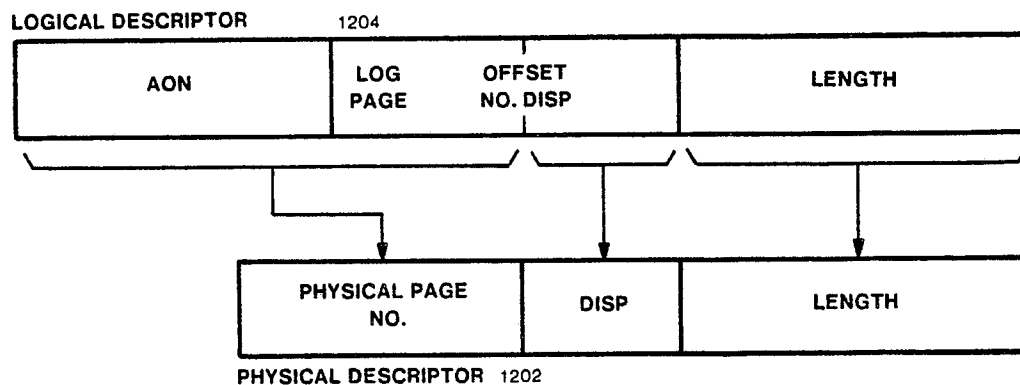 LOGICAL DESCRIPTOR 1204
AON
LOG PAGE
OFFSET NO. DISP
LENGTH
PHYSICAL PAGE NO.
DISP
LENGTH
PHYSICAL DESCRIPTOR 1202